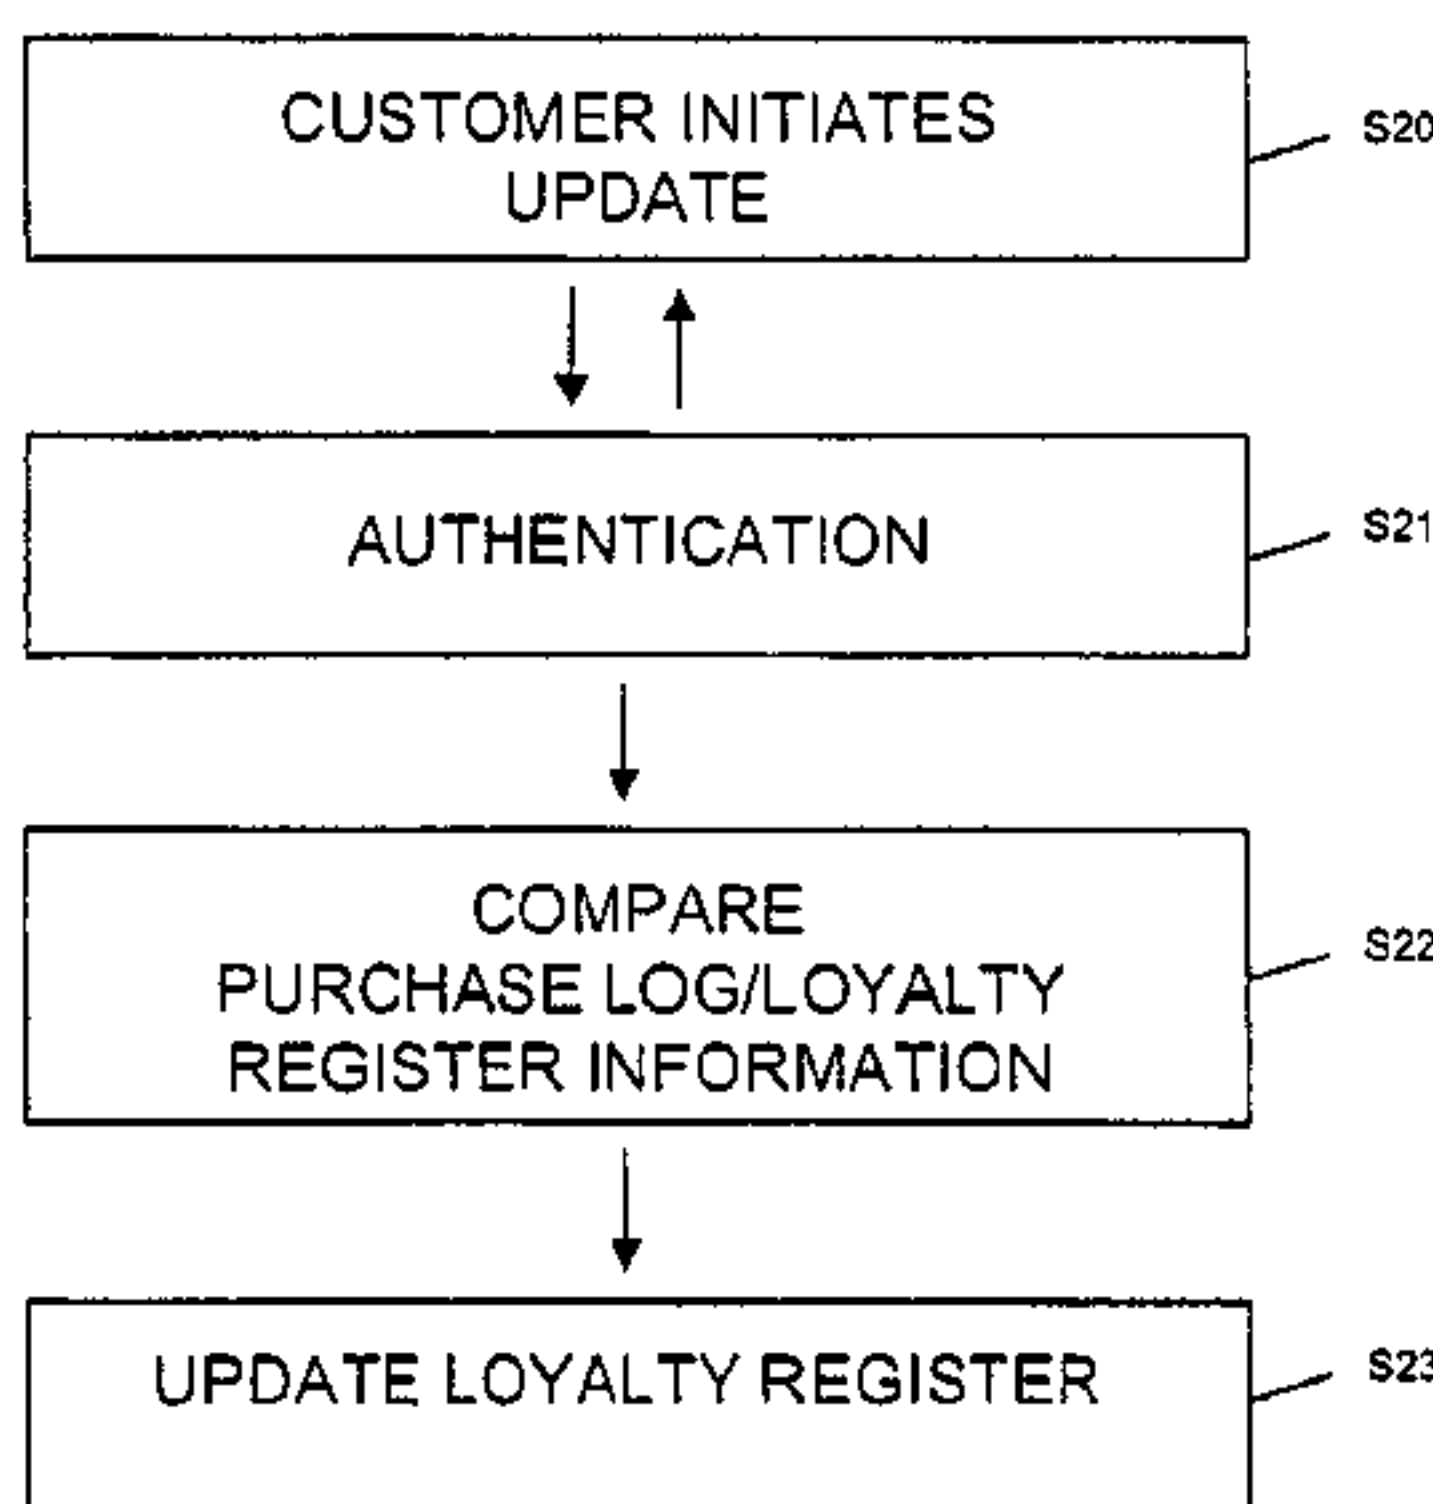 CUSTOMER INITIATES
UPDATE
S20
AUTHENTICATION
S21
COMPARE
PURCHASE LOG/LOYALTY
REGISTER INFORMATION
S22
UPDATE LOYALTY REGISTER
S23